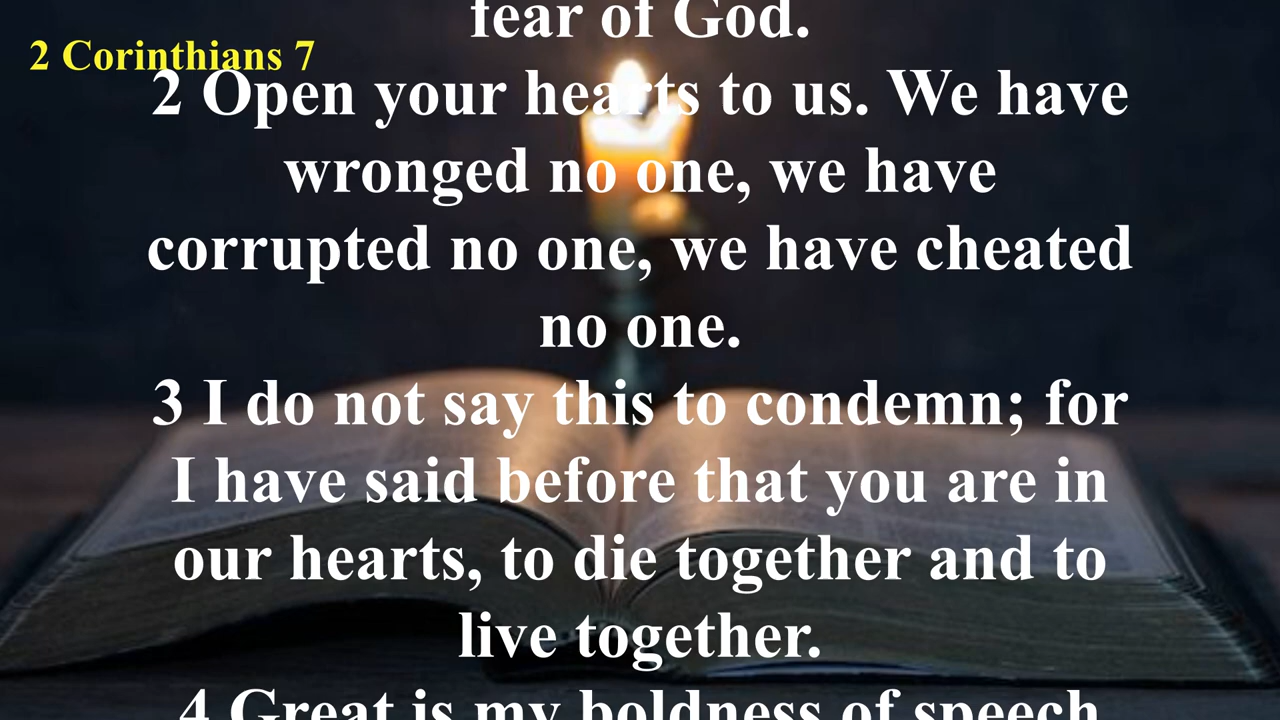 fear of God.
2 Corinthians 7
2 Open your hearts to us. We have
wronged no one, we have
corrupted no one, we have cheated
no one.
3 I do not say this to condemn; for
I have said before that you are in
our hearts, to die together and to
live together.
4 Great is my boldness of speech